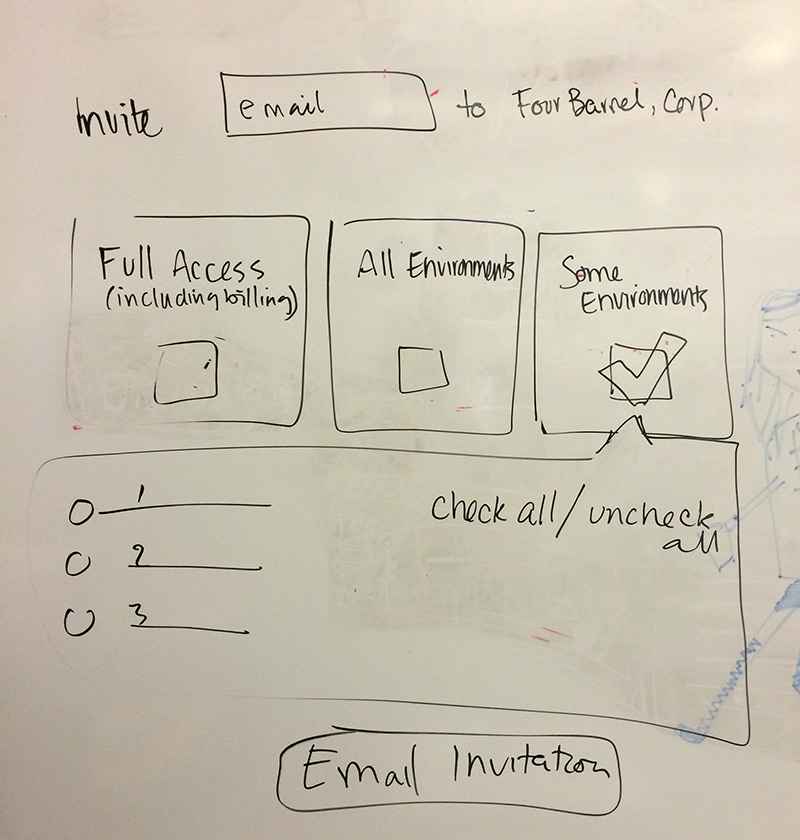 Invite email to Four Barrel, Corp.
Full Access
(including billing)
All Environments
Some
Environments
1
2
3
check all/uncheck
all
Email Invitation